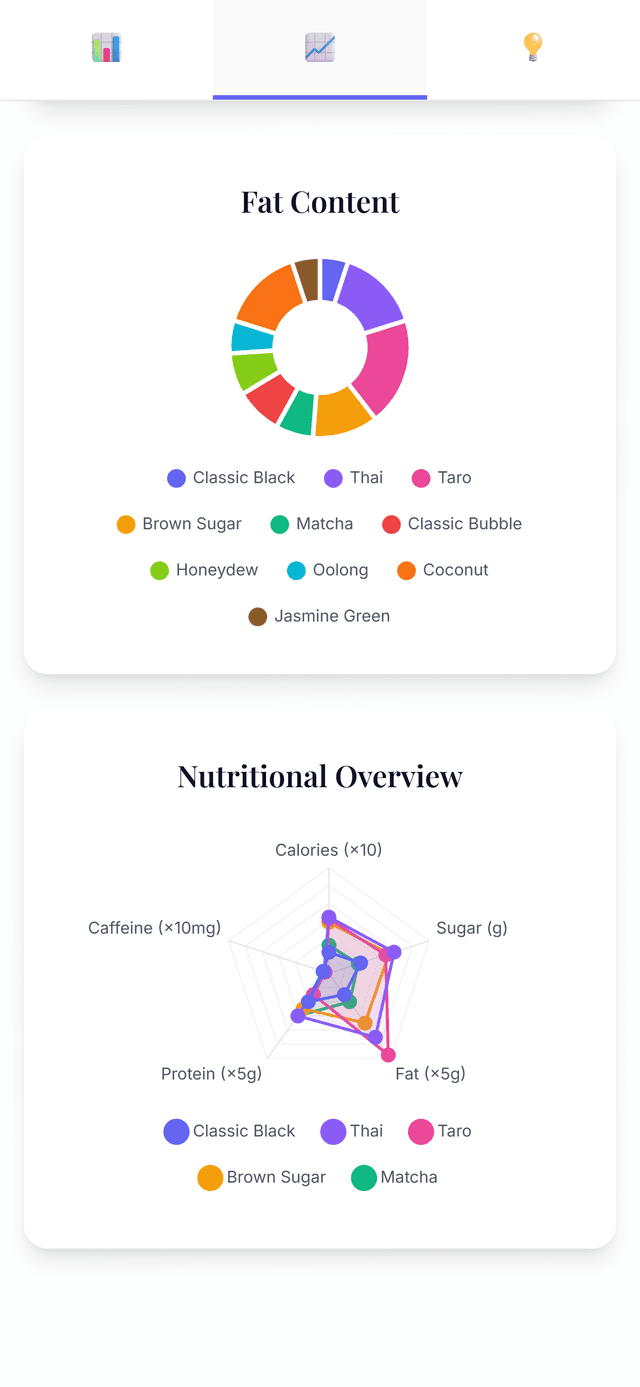 Fat Content
Classic Black Thai Taro
Brown Sugar Matcha Classic Bubble
Honeydew Oolong Coconut
Jasmine Green
Nutritional Overview
Calories (×10)
Caffeine (×10mg) Sugar (g)
Protein (×5g) Fat (×5g)
Classic Black Thai Taro
Brown Sugar Matcha